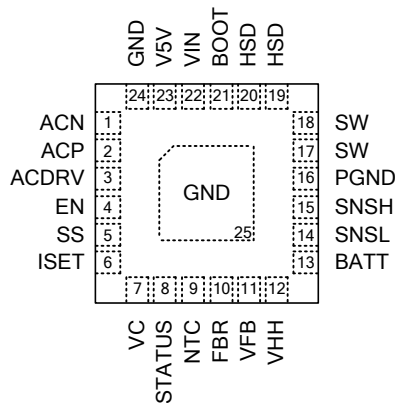 GND V5V VIN BOOT HSD HSD
24 23 22 21 20 19
ACN 1 18 SW
ACP 2 17 SW
ACDRV 3 16 PGND
GND
EN 4 15 SNSH
SS 5 25 14 SNSL
ISET 6 13 BATT
7 8 9 10 11 12
VC STATUS NTC FBR VFB VHH